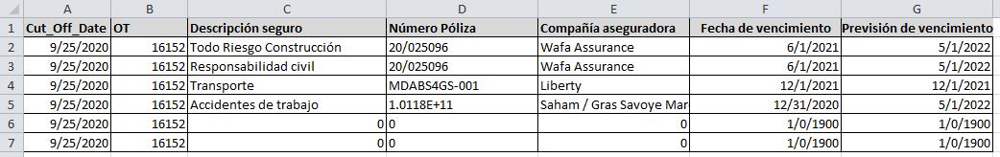 A B C D E F G
1 Cut_Off_Date OT Descripción seguro Número Póliza Compañía aseguradora Fecha de vencimiento Previsión de vencimiento
2 9/25/2020 16152 Todo Riesgo Construcción 20/025096 Wafa Assurance 6/1/2021 5/1/2022
3 9/25/2020 16152 Responsabilidad civil 20/025096 Wafa Assurance 6/1/2021 5/1/2022
4 9/25/2020 16152 Transporte MDABS4GS-001 Liberty 12/1/2021 12/1/2021
5 9/25/2020 16152 Accidentes de trabajo 1.0118E+11 Saham / Gras Savoye Mar 12/31/2020 5/1/2022
6 9/25/2020 16152 0 0 0 1/0/1900 1/0/1900
7 9/25/2020 16152 0 0 0 1/0/1900 1/0/1900